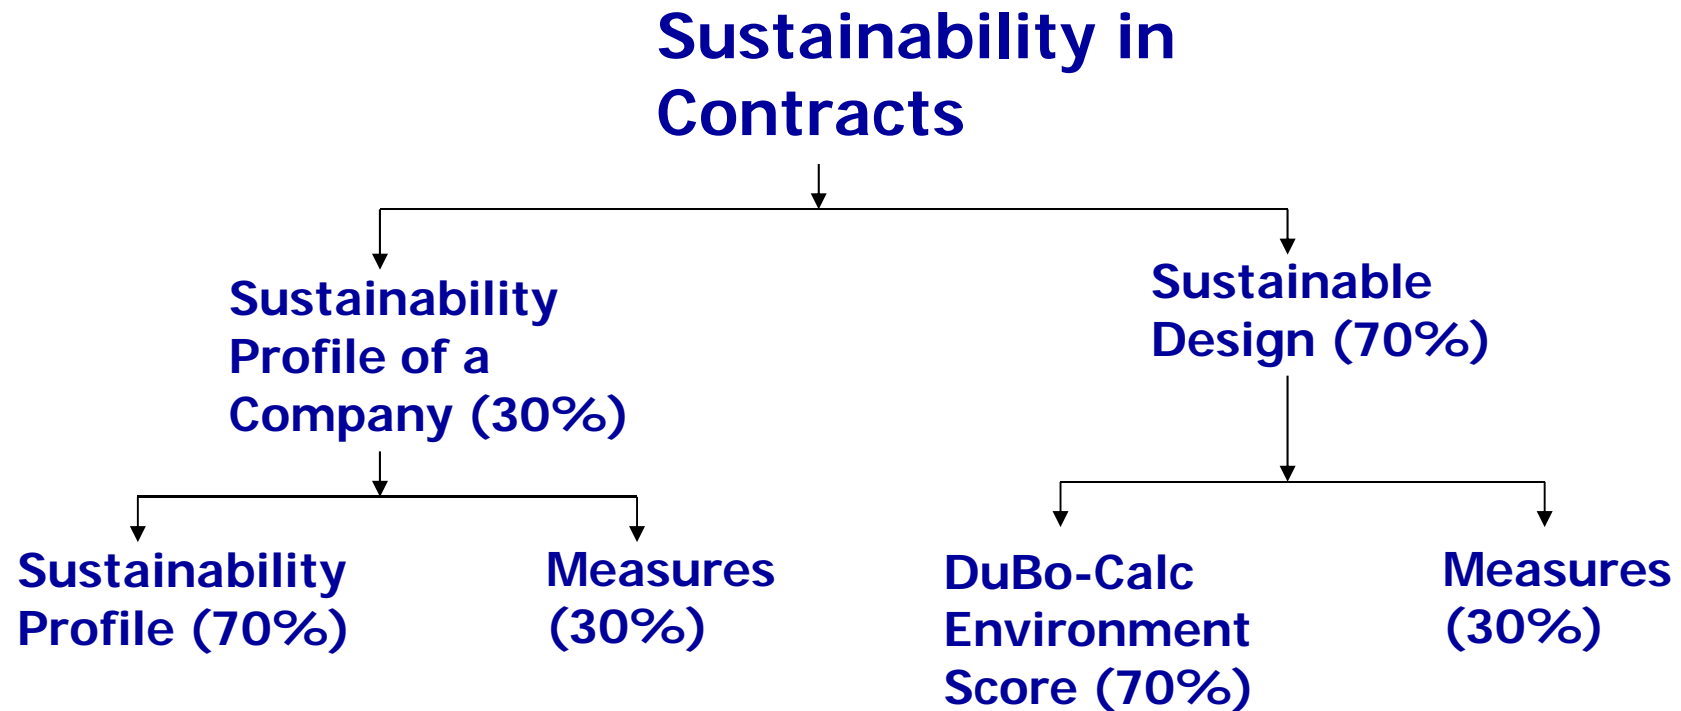 Sustainability in
Contracts
Sustainability
Profile of a
Company (30%)
Sustainable
Design (70%)
Sustainability
Profile (70%)
Measures
(30%)
DuBo-Calc
Environment
Score (70%)
Measures
(30%)